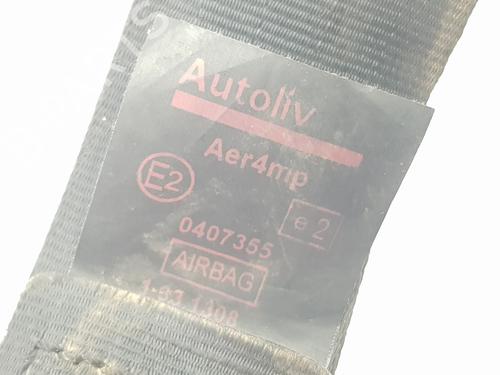 Autoliv
Aer4mp
E2
e 2
0407355
AIRBAG